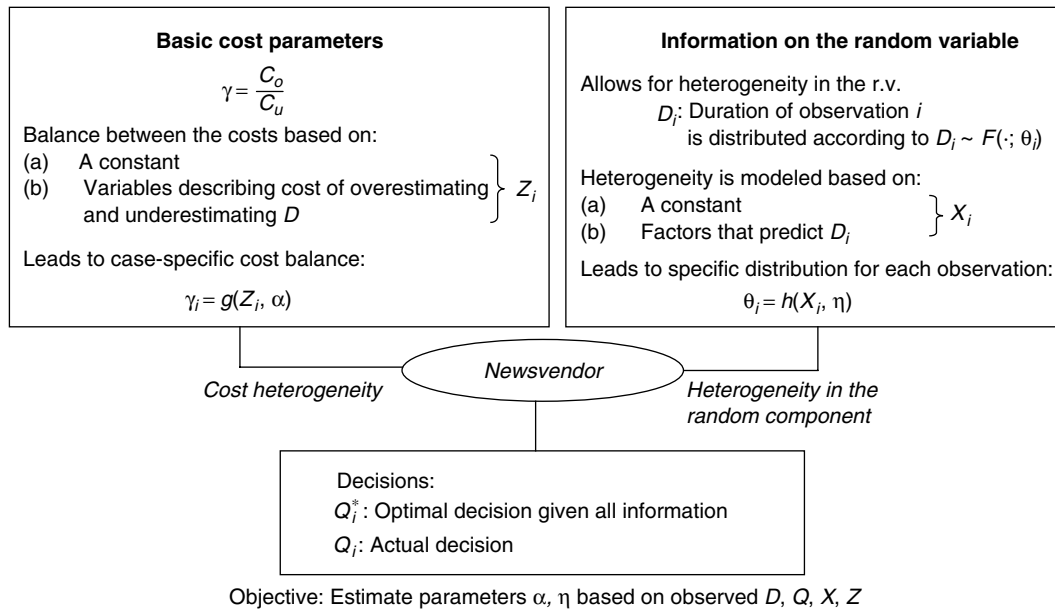 Basic cost parameters
γ = C_o / C_u
Balance between the costs based on:
(a) A constant
(b) Variables describing cost of overestimating
and underestimating D
Z_i
Leads to case-specific cost balance:
γ_i = g(Z_i, α)
Information on the random variable
Allows for heterogeneity in the r.v.
D_i: Duration of observation i
is distributed according to D_i ~ F(·; θ_i)
Heterogeneity is modeled based on:
(a) A constant
(b) Factors that predict D_i
X_i
Leads to specific distribution for each observation:
θ_i = h(X_i, η)
Newsvendor
Cost heterogeneity
Heterogeneity in the
random component
Decisions:
Q_i^*: Optimal decision given all information
Q_i: Actual decision
Objective: Estimate parameters α, η based on observed D, Q, X, Z